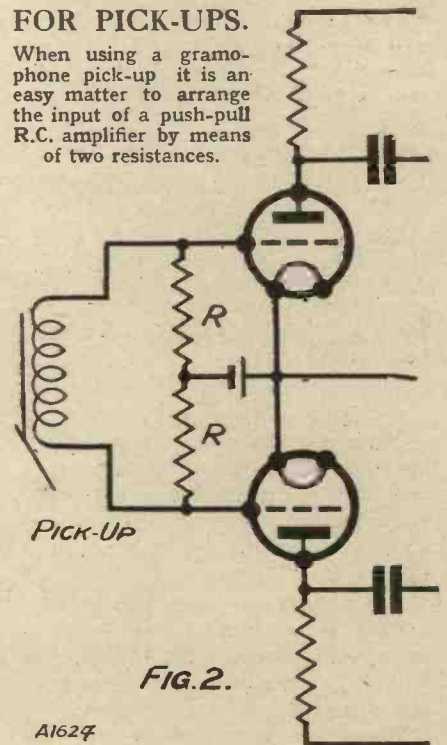 FOR PICK-UPS.
When using a gramo-
phone pick-up it is an
easy matter to arrange
the input of a push-pull
R.C. amplifier by means
of two resistances.
R
R
PICK-UP
FIG. 2.
A1624